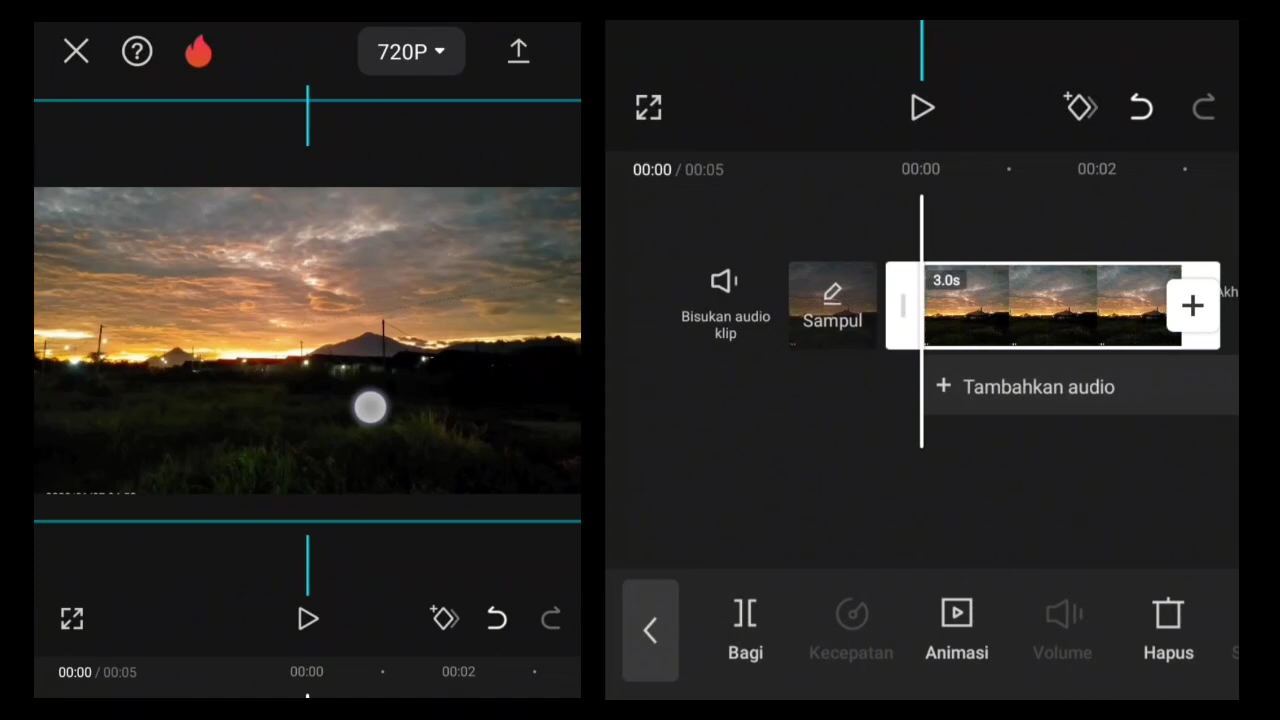 720P
00:00 / 00:05
00:00
00:02
00:00 / 00:05
00:00
00:02
Bisukan audio
klip
Sampul
3.0s
Tambahkan audio
Bagi
Kecepatan
Animasi
Volume
Hapus